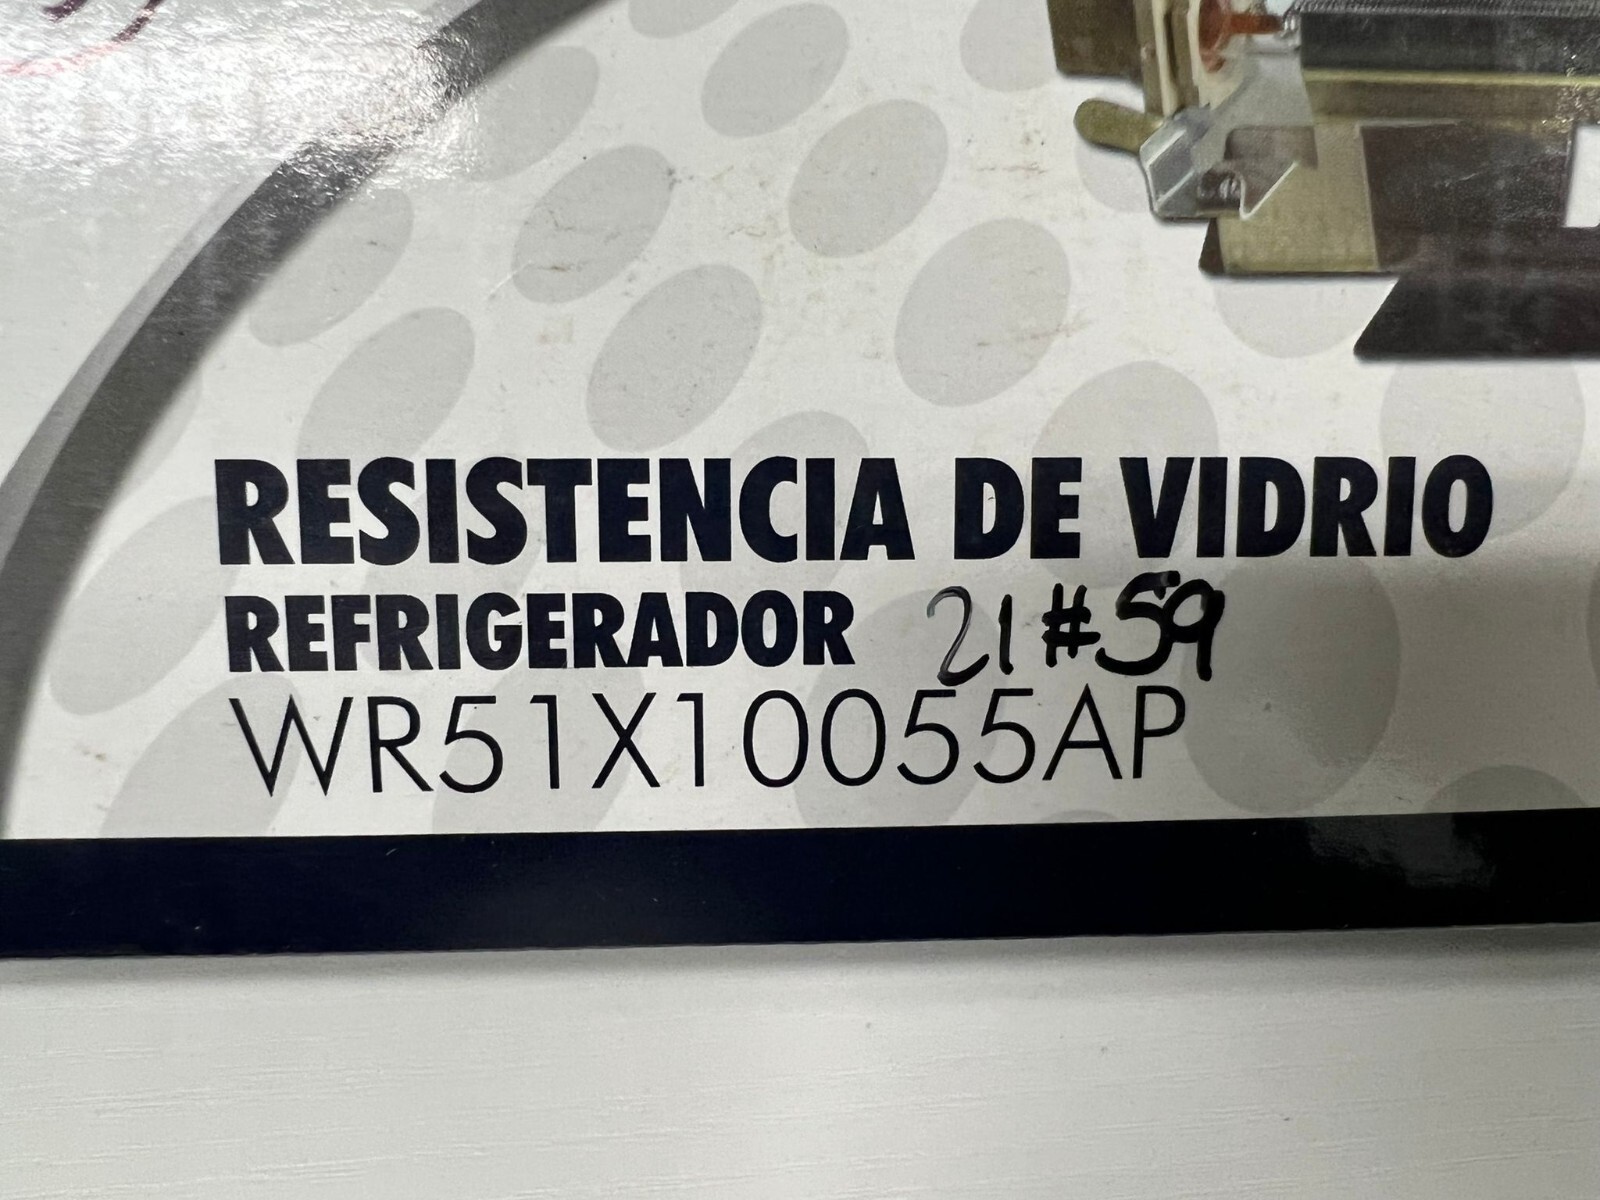 RESISTENCIA DE VIDRIO
REFRIGERADOR 21 #59
WR51X10055AP